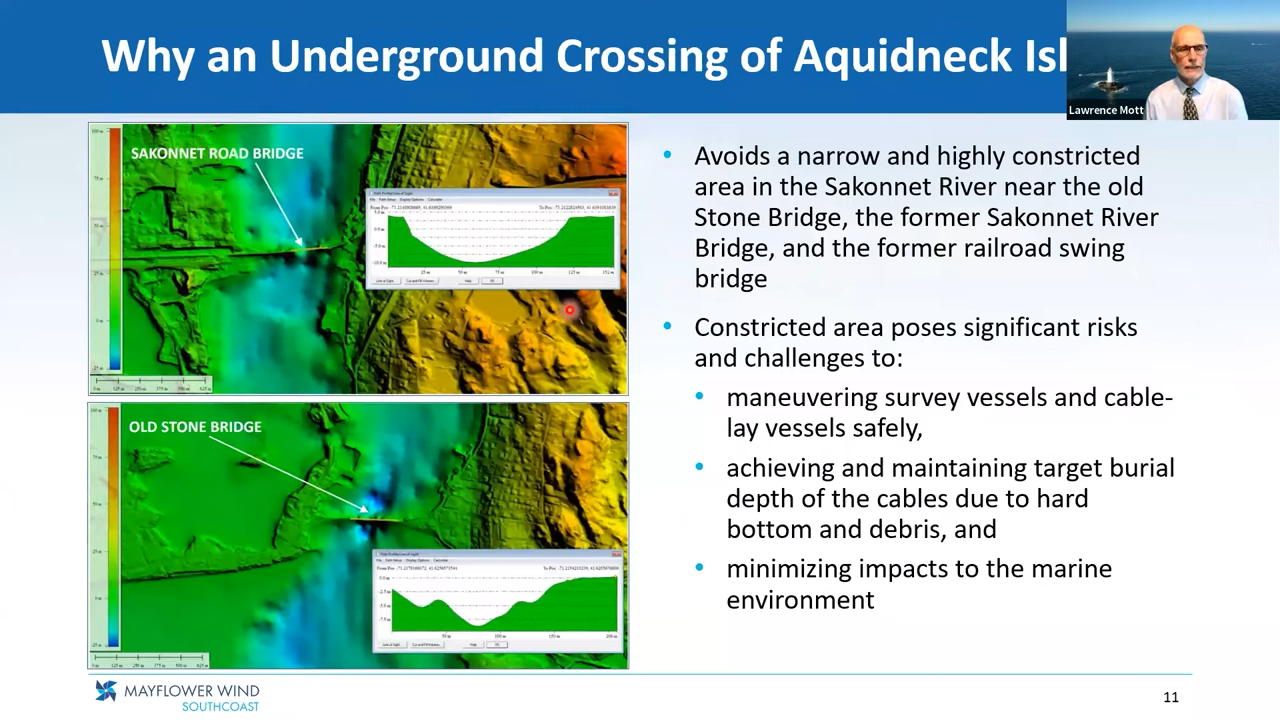 Why an Underground Crossing of Aquidneck Isl
Lawrence Mott
SAKONNET ROAD BRIDGE
OLD STONE BRIDGE
• Avoids a narrow and highly constricted
area in the Sakonnet River near the old
Stone Bridge, the former Sakonnet River
Bridge, and the former railroad swing
bridge
• Constricted area poses significant risks
and challenges to:
• maneuvering survey vessels and cable-
lay vessels safely,
• achieving and maintaining target burial
depth of the cables due to hard
bottom and debris, and
• minimizing impacts to the marine
environment
MAYFLOWER WIND
SOUTHCOAST
11